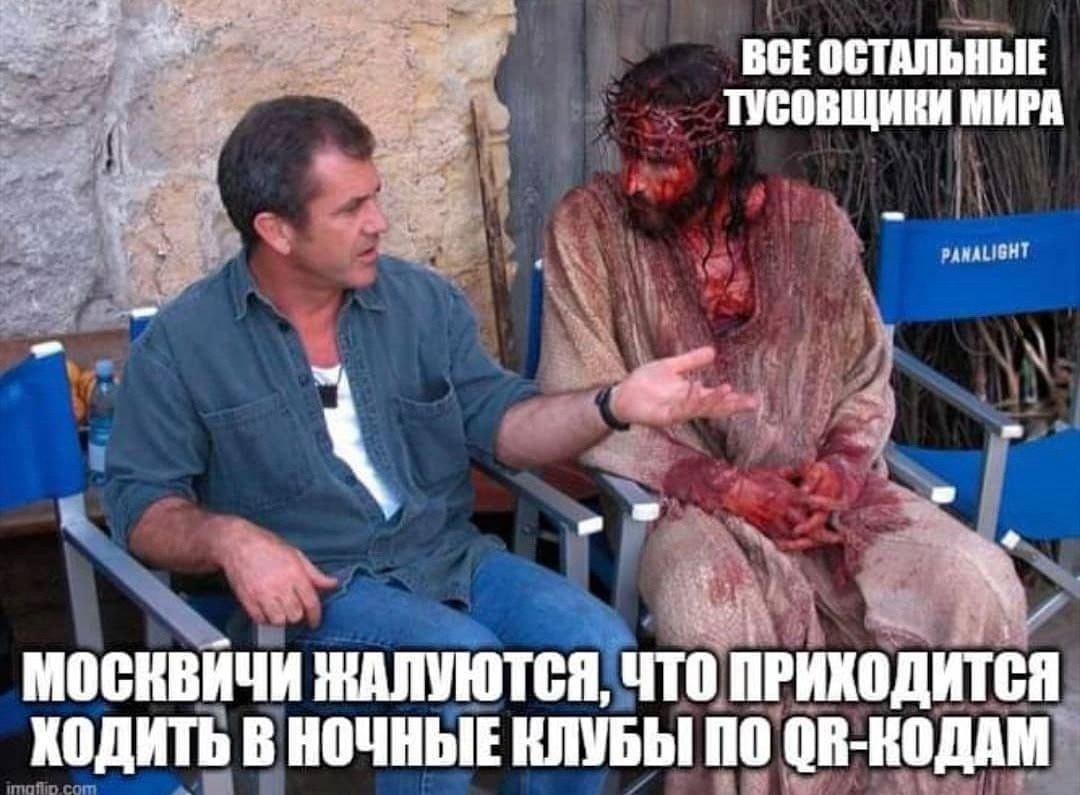 ВСЕ ОСТАЛЬНЫЕ
ТУСОВЩИКИ МИРА
PANALIGHT
МОСКВИЧИ ЖАЛУЮТСЯ, ЧТО ПРИХОДИТСЯ
ХОДИТЬ В НОЧНЫЕ КЛУБЫ ПО QR-КОДАМ
imgflip.com